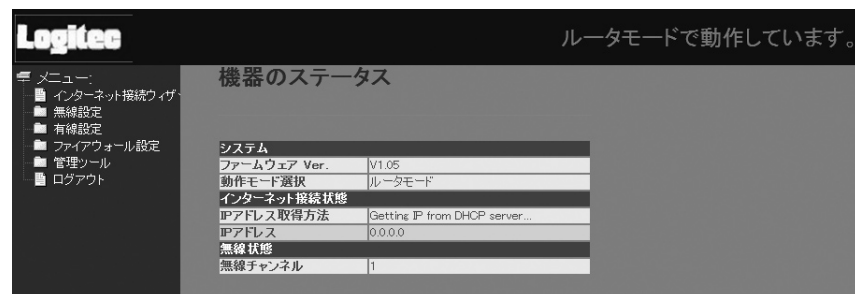 Logitec
ルータモードで動作しています。
メニュー:
インターネット接続ウィザ
無線設定
有線設定
ファイアウォール設定
管理ツール
ログアウト
機器のステータス
システム
ファームウェア Ver. V1.05
動作モード選択 ルータモード
インターネット接続状態
IPアドレス取得方法 Getting IP from DHCP server...
IPアドレス 0.0.0.0
無線状態
無線チャンネル 1